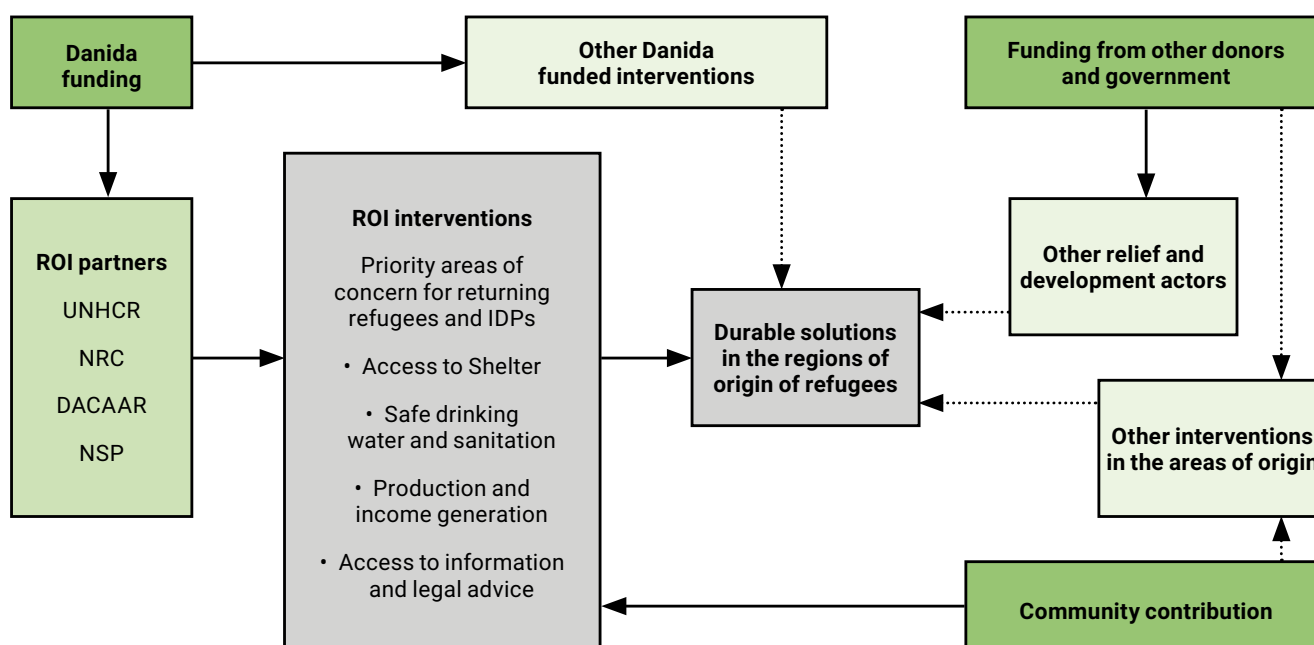 Danida
funding
Other Danida
funded interventions
Funding from other donors
and government
ROI partners
UNHCR
NRC
DACAAR
NSP
ROI interventions
Priority areas of
concern for returning
refugees and IDPs
• Access to Shelter
• Safe drinking
water and sanitation
• Production and
income generation
• Access to information
and legal advice
Durable solutions
in the regions of
origin of refugees
Other relief and
development actors
Other interventions
in the areas of origin
Community contribution